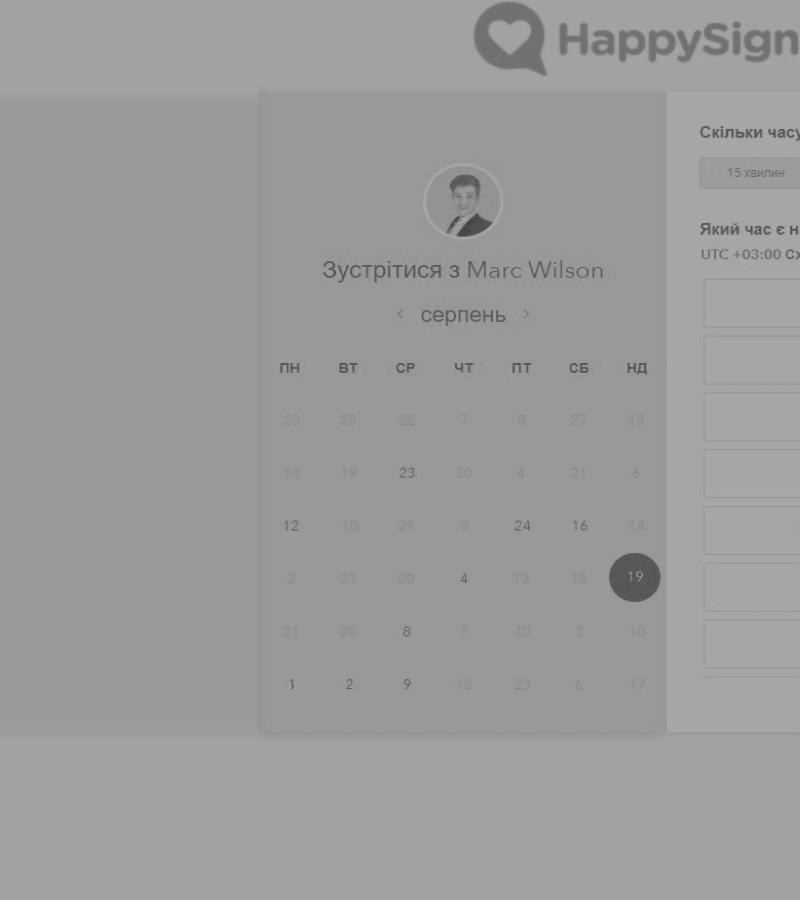 HappySign
Скільки часу
15 хвилин
Який час є н
UTC +03:00
Зустрітися з Marc Wilson
серпень
ПН ВТ СР ЧТ ПТ СБ НД
23 28 22 7 8 27 13
14 19 23 30 4 21 6
12 10 29 3 24 16 14
2 21 20 4 13 15 19
21 20 8 7 10 3 10
1 2 9 18 23 6 17